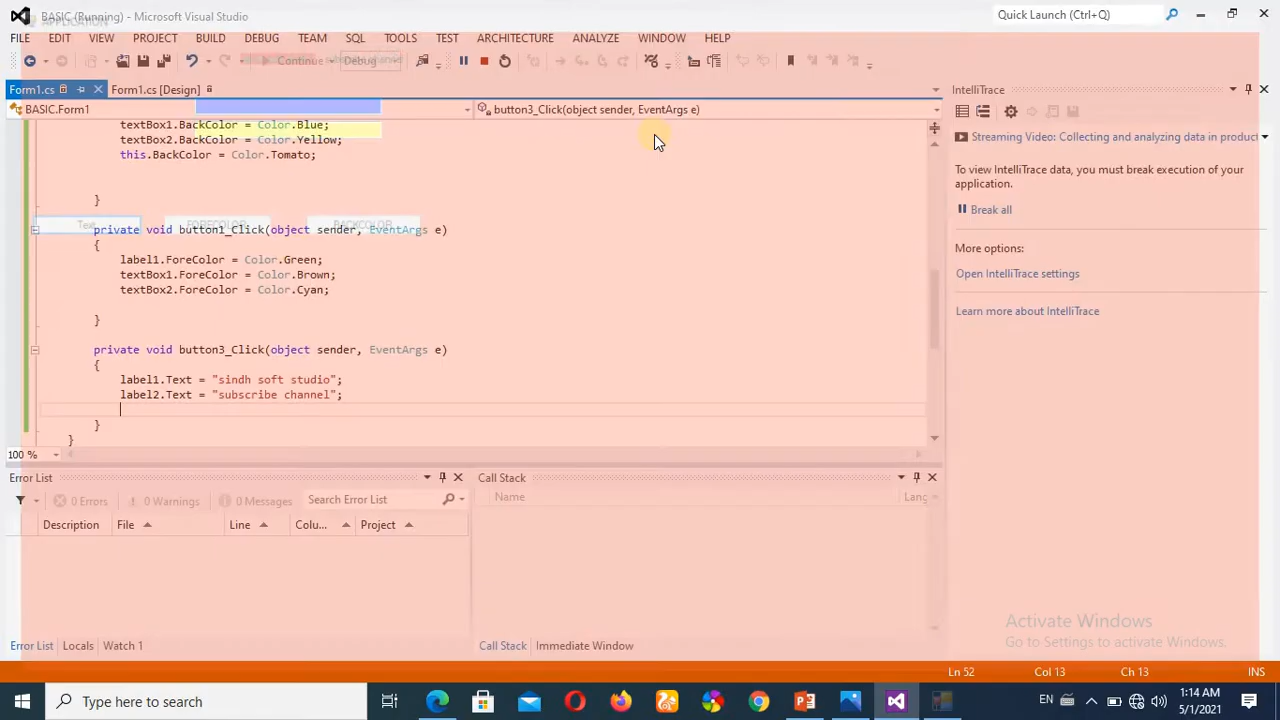 BASIC (Running) - Microsoft Visual Studio
APPLICATION
Quick Launch (Ctrl+Q)
FILE EDIT VIEW PROJECT BUILD DEBUG TEAM SQL TOOLS TEST ARCHITECTURE ANALYZE WINDOW HELP
Continue Debug
Form1.cs Form1.cs [Design]
BASIC.Form1 button3_Click(object sender, EventArgs e)
textBox1.BackColor = Color.Blue;
textBox2.BackColor = Color.Yellow;
this.BackColor = Color.Tomato;
}
Text FORECOLOR BACKCOLOR
private void button1_Click(object sender, EventArgs e)
{
label1.ForeColor = Color.Green;
textBox1.ForeColor = Color.Brown;
textBox2.ForeColor = Color.Cyan;
}
private void button3_Click(object sender, EventArgs e)
{
label1.Text = "sindh soft studio";
label2.Text = "subscribe channel";
}
}
100 %
IntelliTrace
Streaming Video: Collecting and analyzing data in product
To view IntelliTrace data, you must break execution of your
application.
Break all
More options:
Open IntelliTrace settings
Learn more about IntelliTrace
Error List
0 Errors 0 Warnings 0 Messages Search Error List
Description File Line Colu... Project
Call Stack
Name Lang
Error List Locals Watch 1
Call Stack Immediate Window
Activate Windows
Go to Settings to activate Windows.
Ln 52 Col 13 Ch 13 INS
Type here to search
EN
1:14 AM
5/1/2021